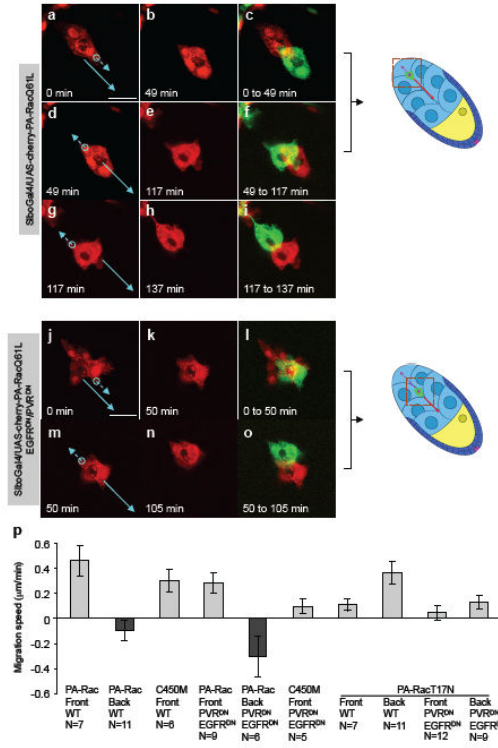 a
b
c
0 min
49 min
0 to 49 min
d
e
f
49 min
117 min
49 to 117 min
g
h
i
117 min
137 min
117 to 137 min
SlboGal4/UAS-cherry-PA-RacQ61L
j
k
l
0 min
50 min
0 to 50 min
m
n
o
50 min
105 min
50 to 105 min
SlboGal4/UAS-cherry-PA-RacQ61L
EGFRᴰᴺ/PVRᴰᴺ
p
Migration speed (μm/min)
0.6
0.4
0.2
0
-0.2
-0.4
-0.6
PA-Rac
Front
WT
N=7
PA-Rac
Back
WT
N=11
C450M
Front
WT
N=6
PA-Rac
Front
PVRᴰᴺ
EGFRᴰᴺ
N=9
PA-Rac
Back
PVRᴰᴺ
EGFRᴰᴺ
N=6
C450M
Front
PVRᴰᴺ
EGFRᴰᴺ
N=5
PA-RacT17N
Front
WT
N=7
Back
WT
N=11
Front
PVRᴰᴺ
EGFRᴰᴺ
N=12
Back
PVRᴰᴺ
EGFRᴰᴺ
N=9